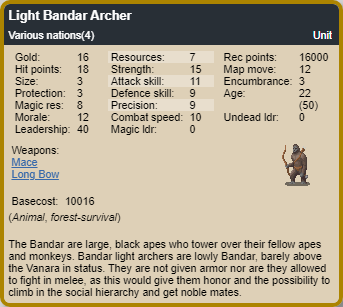 Light Bandar Archer
Various nations(4) Unit
Gold: 16 Resources: 7 Rec points: 16000
Hit points: 18 Strength: 15 Map move: 12
Size: 3 Attack skill: 11 Encumbrance: 3
Protection: 3 Defence skill: 9 Age: 22
Magic res: 8 Precision: 9 (50)
Morale: 12 Combat speed: 10 Undead ldr: 0
Leadership: 40 Magic ldr: 0
Weapons:
Mace
Long Bow
Basecost: 10016
(Animal, forest-survival)
The Bandar are large, black apes who tower over their fellow apes
and monkeys. Bandar light archers are lowly Bandar, barely above
the Vanara in status. They are not given armor nor are they allowed
to fight in melee, as this would give them honor and the possibility to
climb in the social hierarchy and get noble mates.